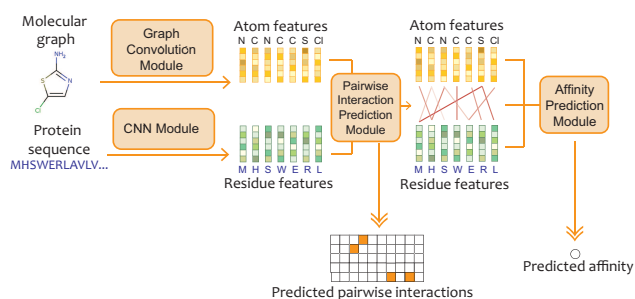 Molecular
graph
NH₂
S
N
Cl
Graph
Convolution
Module
Atom features
N C N C C S Cl
Protein
sequence
MHSWERLAVLV...
CNN Module
M H S W E R L
Residue features
Pairwise
Interaction
Prediction
Module
Atom features
N C N C C S Cl
M H S W E R L
Residue features
Affinity
Prediction
Module
Predicted pairwise interactions
Predicted affinity